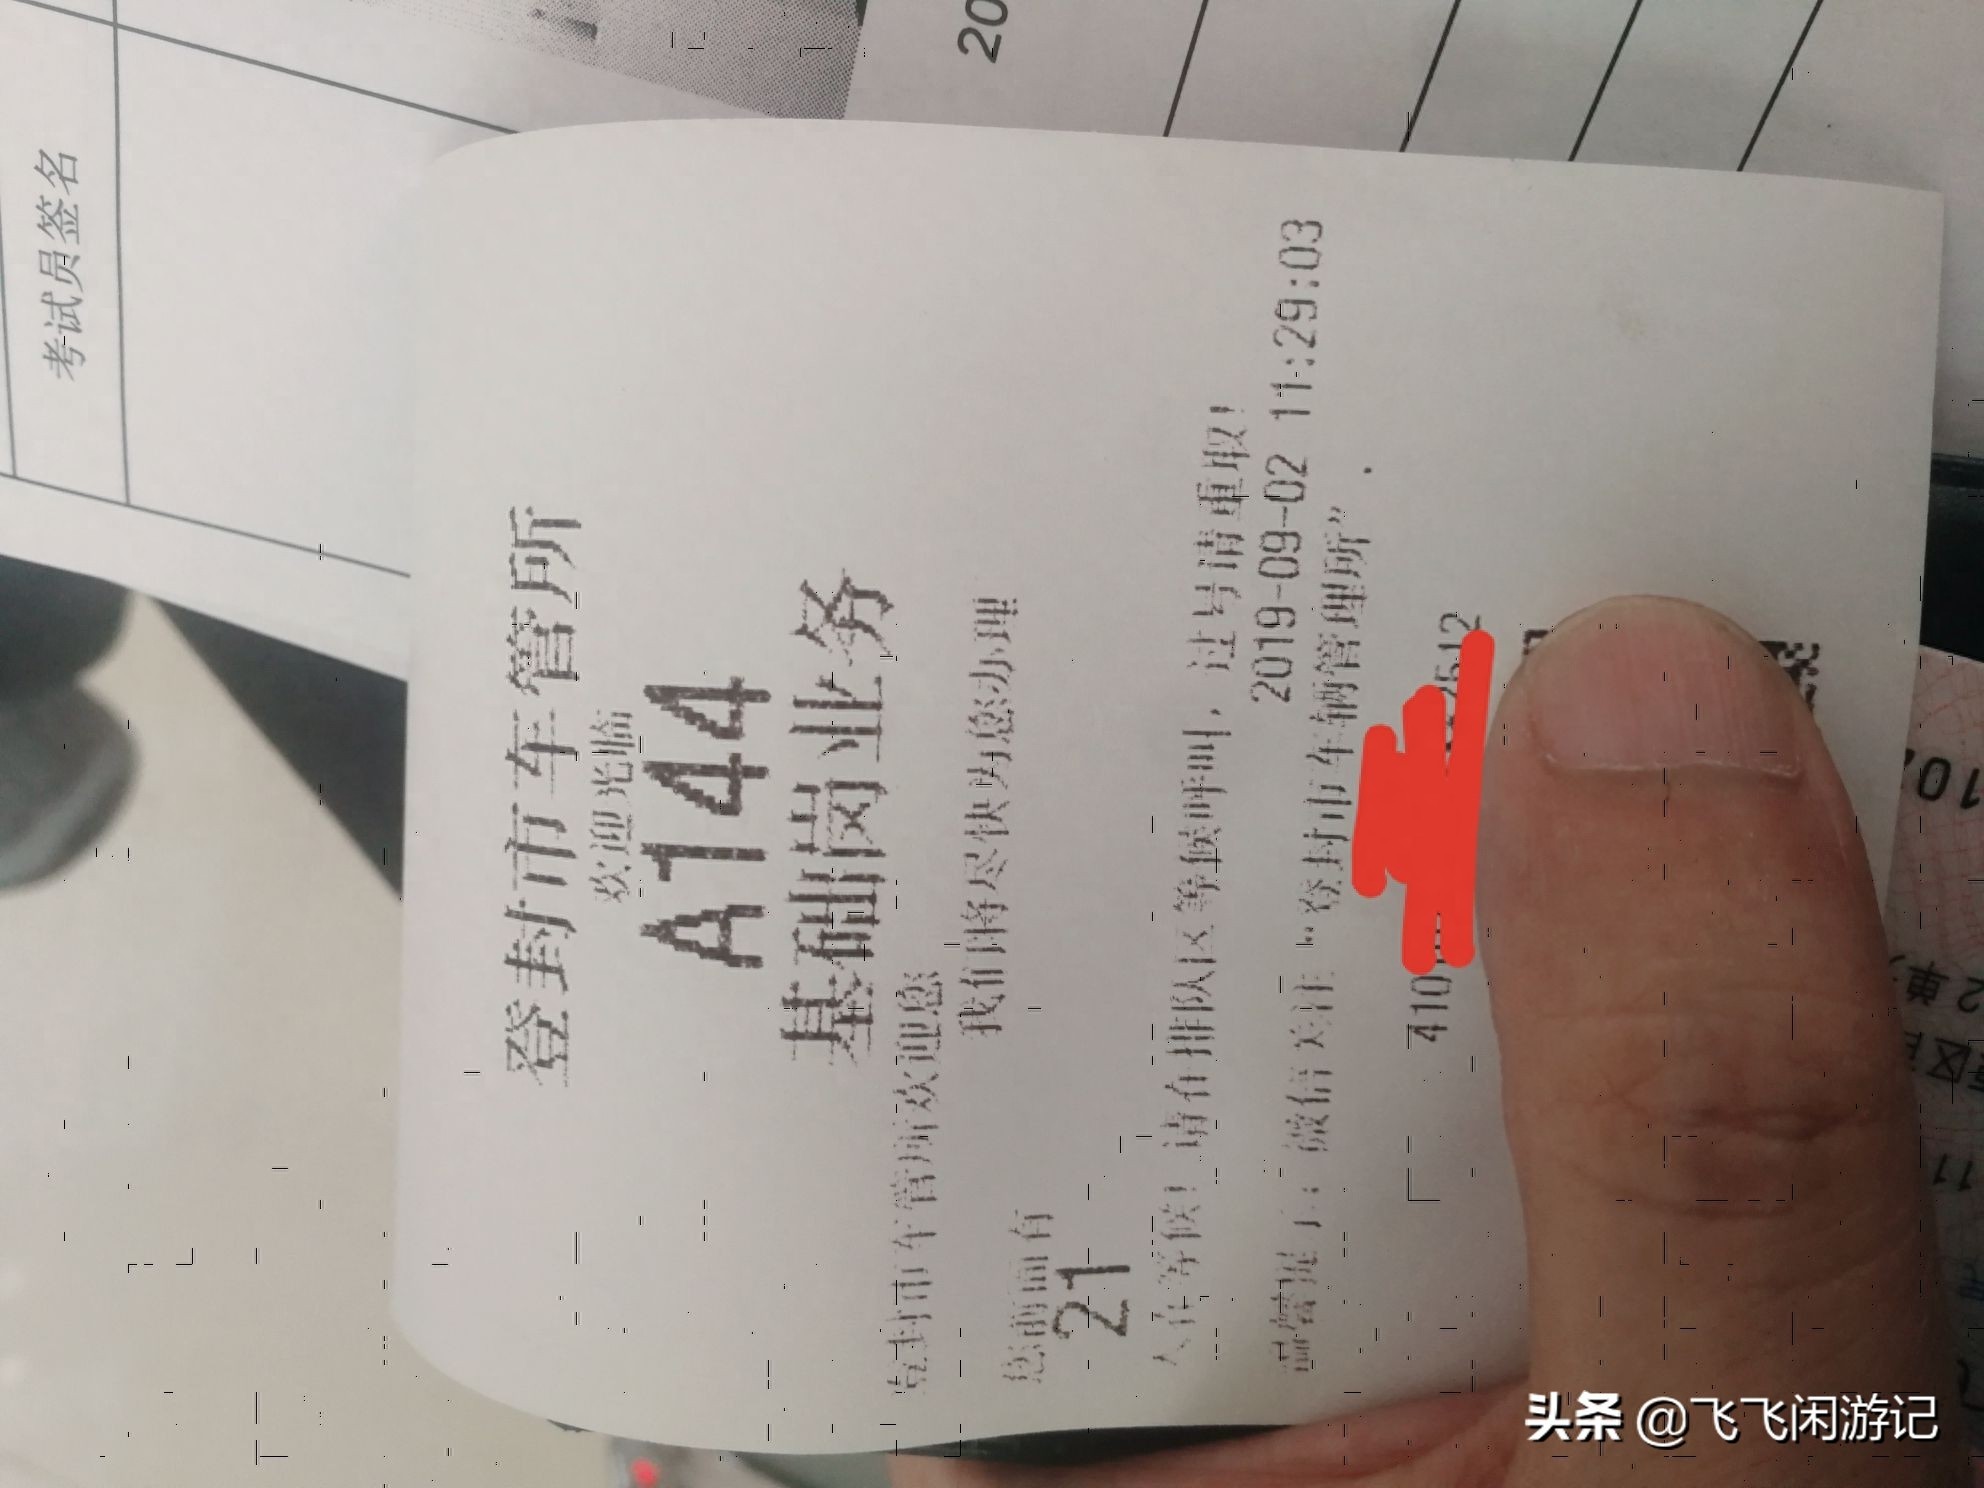 登封市车管所
欢迎光临
A144
基础岗业务
登封市车管所欢迎您
我们将尽快为您办理
您前面有
21
人在等候！请在排队区等候呼叫，过号请重取！
2019-09-02 11:29:03
温馨提示：微信关注“登封市车辆管理所”.
410
2512
考试员签名
20
头条 @飞飞闲游记